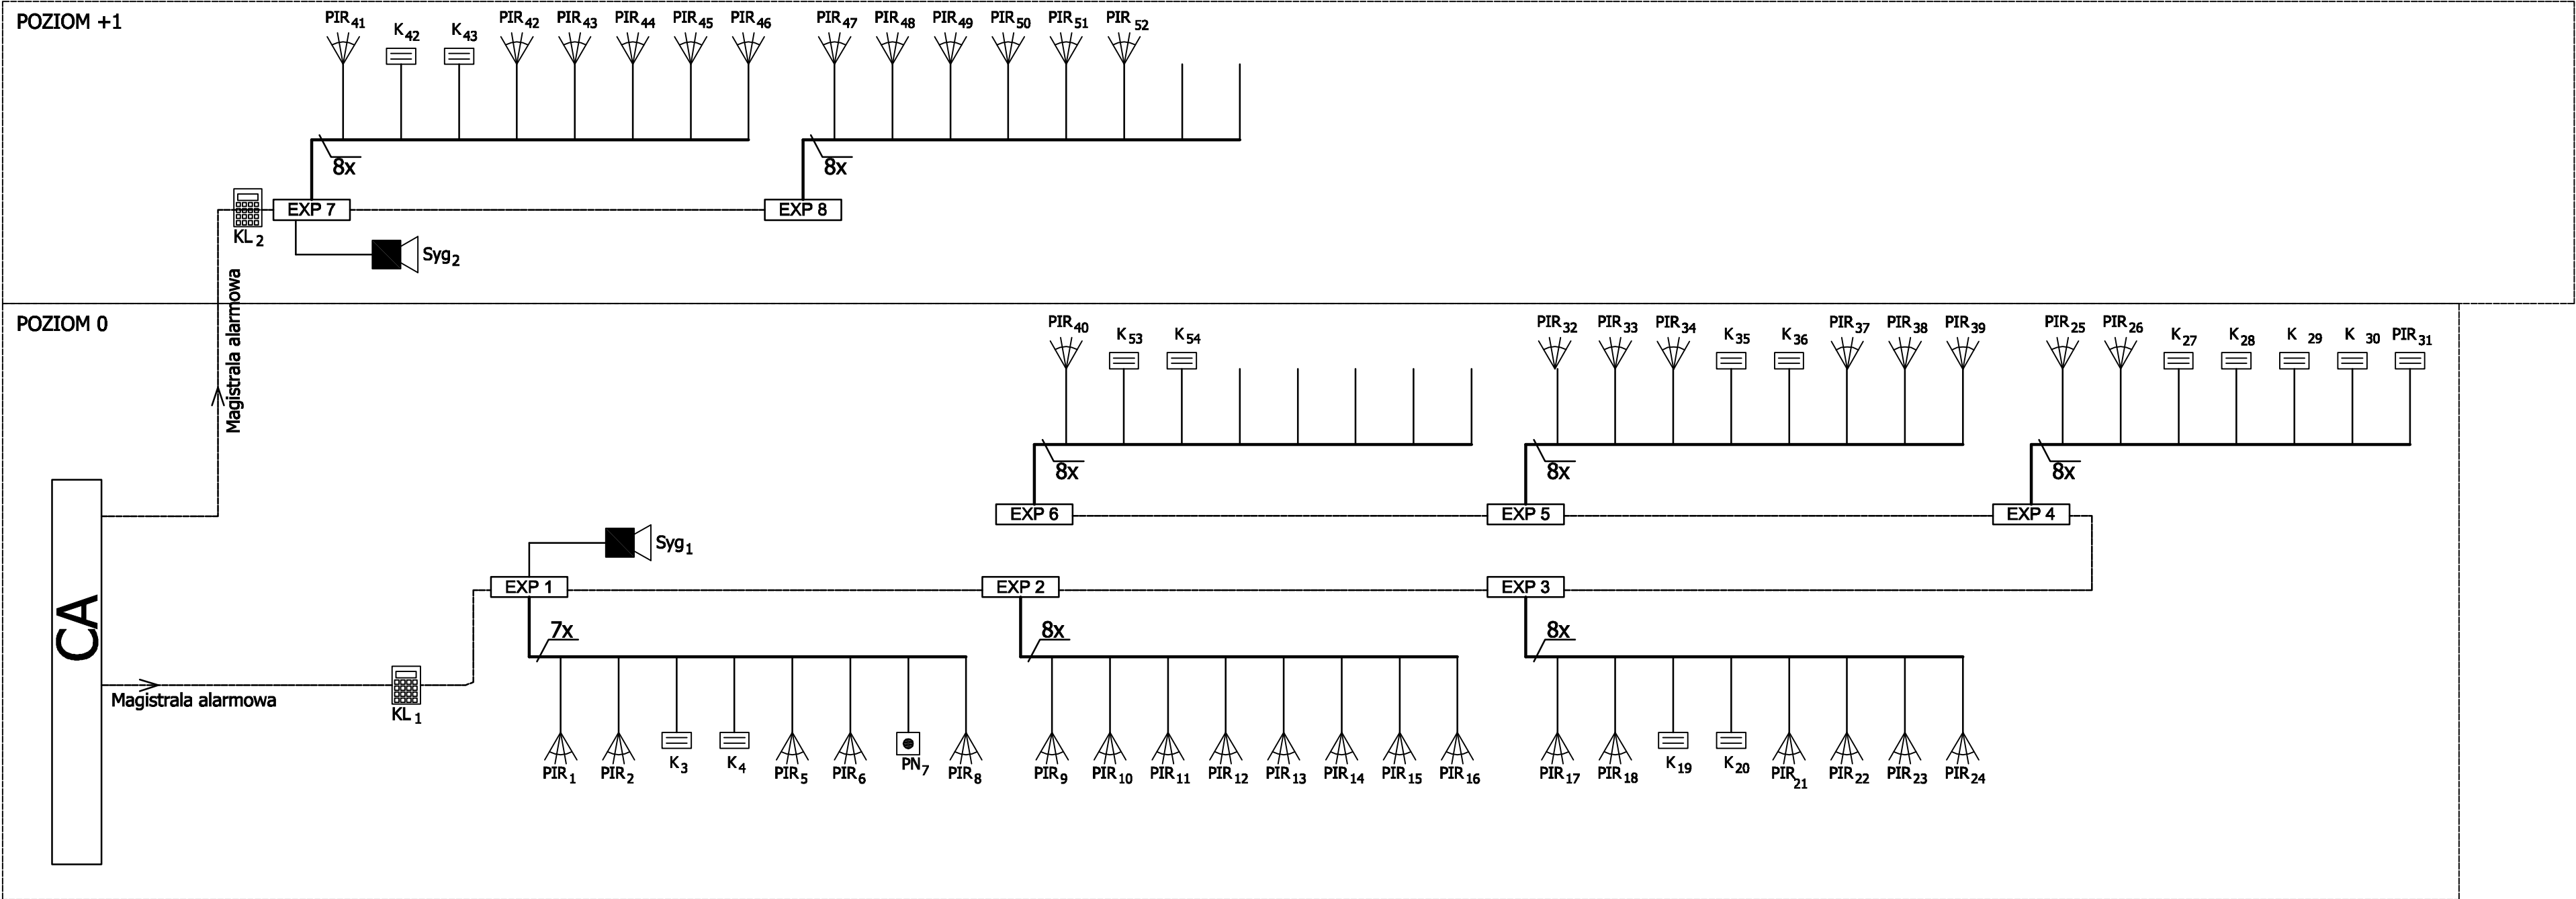 POZIOM +1
PIR41 K42 K43 PIR42 PIR43 PIR44 PIR45 PIR46 PIR47 PIR48 PIR49 PIR50 PIR51 PIR52
8x 8x
EXP 7 EXP 8
KL2
Syg2
Magistrala alarmowa
POZIOM 0
PIR40 K53 K54 PIR32 PIR33 PIR34 K35 K36 PIR37 PIR38 PIR39 PIR25 PIR26 K27 K28 K 29 K 30 PIR31
8x 8x 8x
EXP 6 EXP 5 EXP 4
Syg1
EXP 1 EXP 2 EXP 3
CA
7x 8x 8x
Magistrala alarmowa
KL1
PIR1 PIR2 K3 K4 PIR5 PIR6 PN7 PIR8 PIR9 PIR10 PIR11 PIR12 PIR13 PIR14 PIR15 PIR16 PIR17 PIR18 K19 K20 PIR21 PIR22 PIR23 PIR24